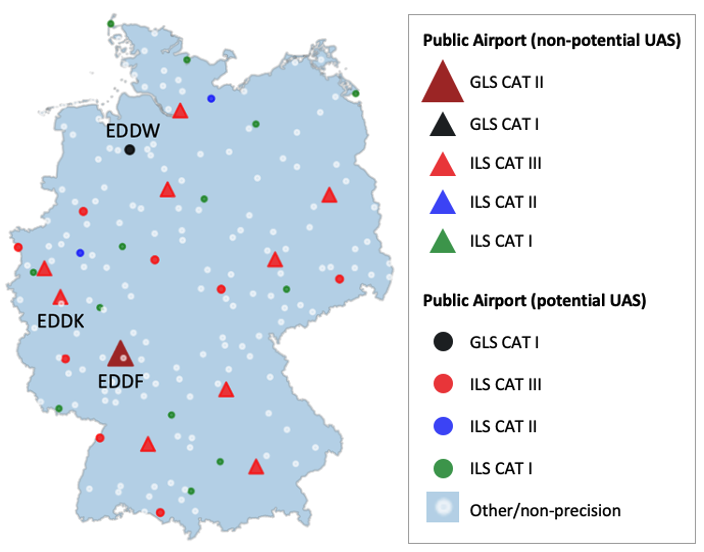 EDDW
EDDK
EDDF
Public Airport (non-potential UAS)
GLS CAT II
GLS CAT I
ILS CAT III
ILS CAT II
ILS CAT I
Public Airport (potential UAS)
GLS CAT I
ILS CAT III
ILS CAT II
ILS CAT I
Other/non-precision